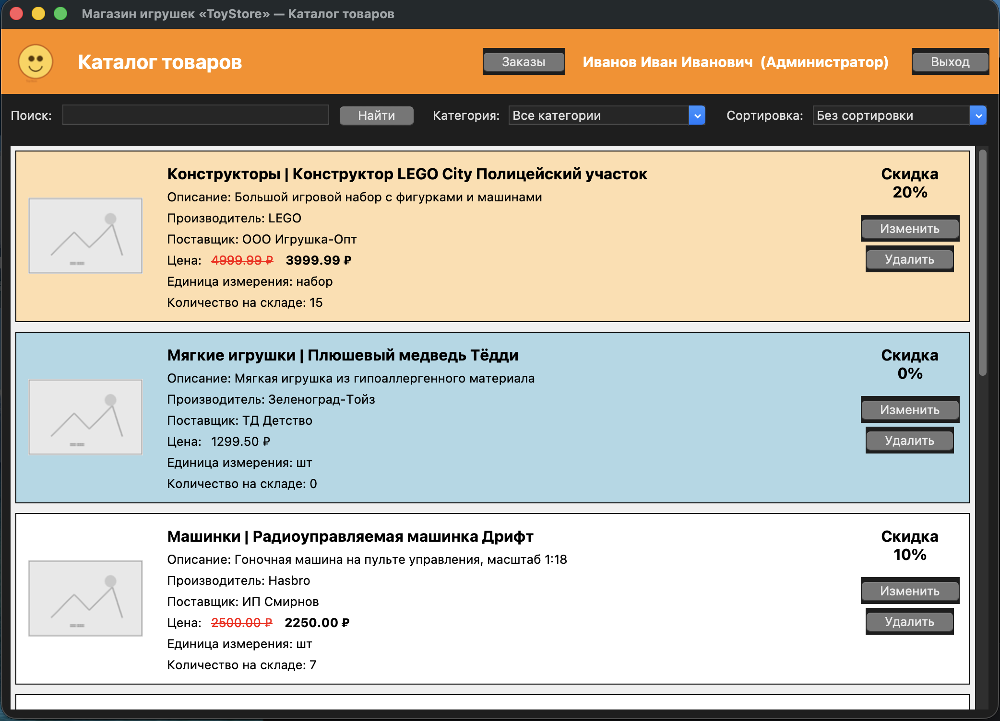 Магазин игрушек «ToyStore» — Каталог товаров
Каталог товаров
Заказы
Иванов Иван Иванович (Администратор)
Выход
Поиск:
Найти
Категория:
Все категории
Сортировка:
Без сортировки
Конструкторы | Конструктор LEGO City Полицейский участок
Описание: Большой игровой набор с фигурками и машинами
Производитель: LEGO
Поставщик: ООО Игрушка-Опт
Цена: 4999.99 ₽ 3999.99 ₽
Единица измерения: набор
Количество на складе: 15
Скидка
20%
Изменить
Удалить
Мягкие игрушки | Плюшевый медведь Тёдди
Описание: Мягкая игрушка из гипоаллергенного материала
Производитель: Зеленоград-Тойз
Поставщик: ТД Детство
Цена: 1299.50 ₽
Единица измерения: шт
Количество на складе: 0
Скидка
0%
Изменить
Удалить
Машинки | Радиоуправляемая машинка Дрифт
Описание: Гоночная машина на пульте управления, масштаб 1:18
Производитель: Hasbro
Поставщик: ИП Смирнов
Цена: 2500.00 ₽ 2250.00 ₽
Единица измерения: шт
Количество на складе: 7
Скидка
10%
Изменить
Удалить